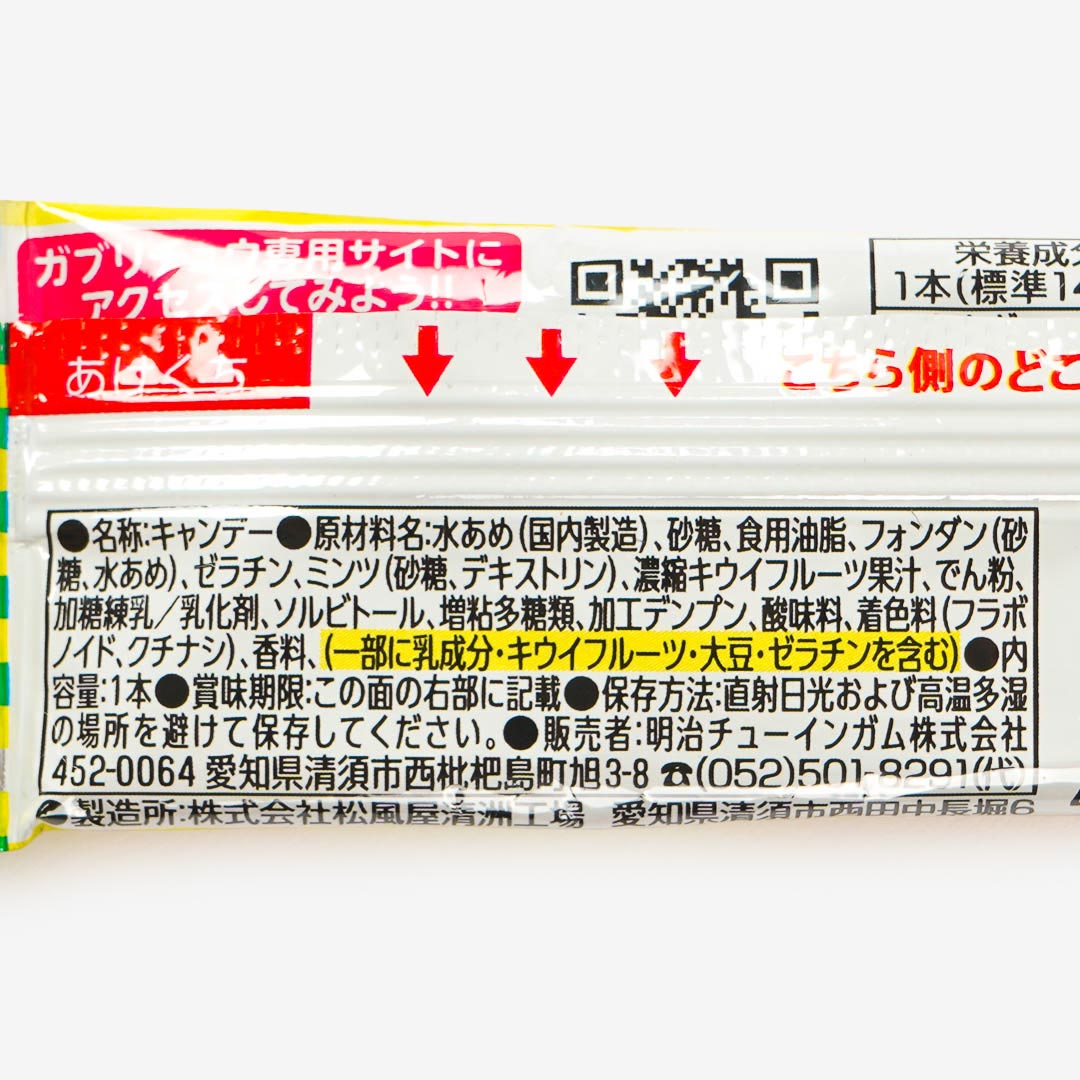 ガブリチュウ専用サイトに
アクセスしてみよう!!
栄養成分
1本(標準14
あけくち
こちら側のどこ
●名称:キャンデー●原材料名:水あめ(国内製造)、砂糖、食用油脂、フォンダン(砂
糖、水あめ)、ゼラチン、ミンツ(砂糖、デキストリン)、濃縮キウイフルーツ果汁、でん粉、
加糖練乳/乳化剤、ソルビトール、増粘多糖類、加工デンプン、酸味料、着色料(フラボ
ノイド、クチナシ)、香料、(一部に乳成分・キウイフルーツ・大豆・ゼラチンを含む)●内
容量:1本●賞味期限:この面の右部に記載●保存方法:直射日光および高温多湿
の場所を避けて保存してください。●販売者:明治チューインガム株式会社
452-0064 愛知県清須市西枇杷島町旭3-8 ☎(052)501-8291(代)
●製造所:株式会社松風屋清洲工場 愛知県清須市西田中長堀6